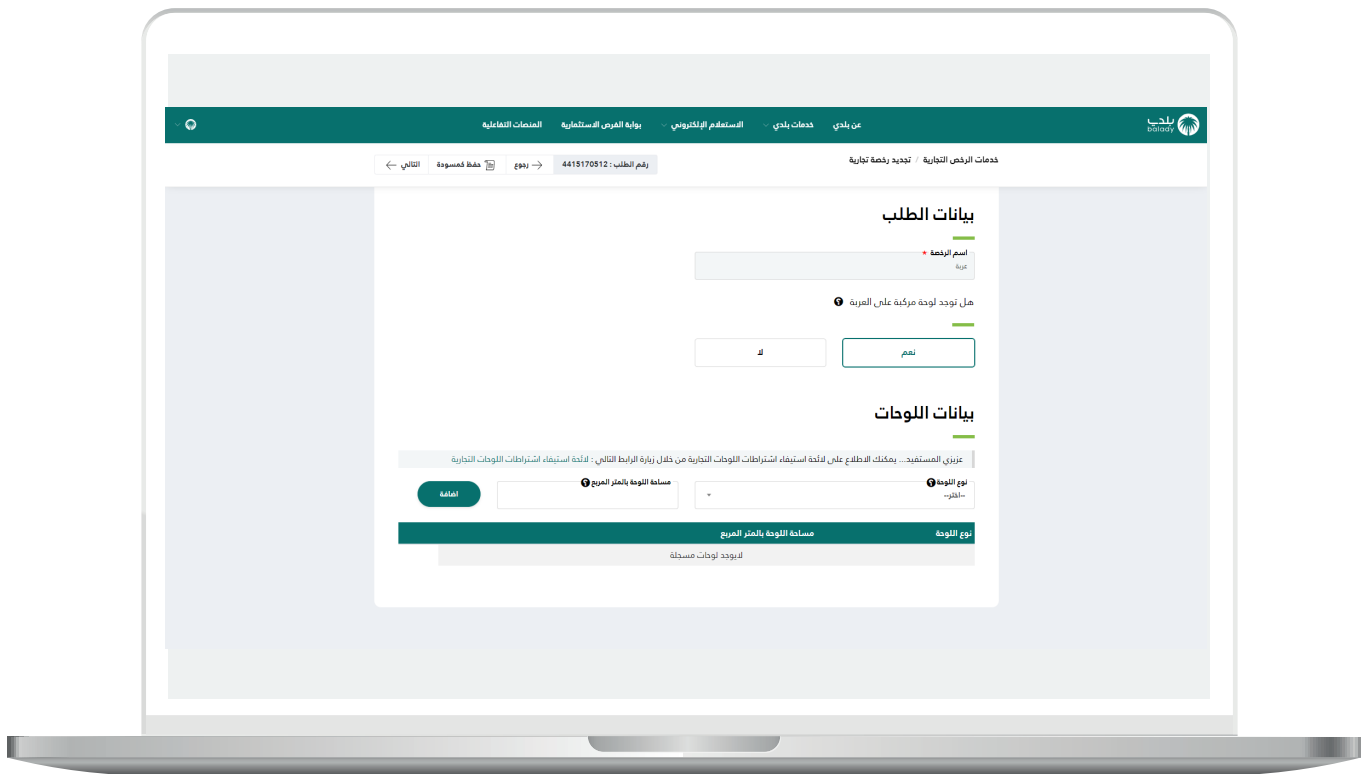 بلدي
balady
عن بلدي خدمات بلدي الاستعلام الإلكتروني بوابة الفرص الاستثمارية المنصات التفاعلية
خدمات الرخص التجارية / تجديد رخصة تجارية
رقم الطلب : 4415170512 رجوع حفظ كمسودة التالي
بيانات الطلب
اسم الرخصة *
عربة
هل توجد لوحة مركبة على العربة ؟
نعم لا
بيانات اللوحات
عزيزي المستفيد... يمكنك الاطلاع على لائحة استيفاء اشتراطات اللوحات التجارية من خلال زيارة الرابط التالي : لائحة استيفاء اشتراطات اللوحات التجارية
نوع اللوحة ؟ مساحة اللوحة بالمتر المربع ؟
--اختر-- اضافة
نوع اللوحة مساحة اللوحة بالمتر المربع
لايوجد لوحات مسجلة